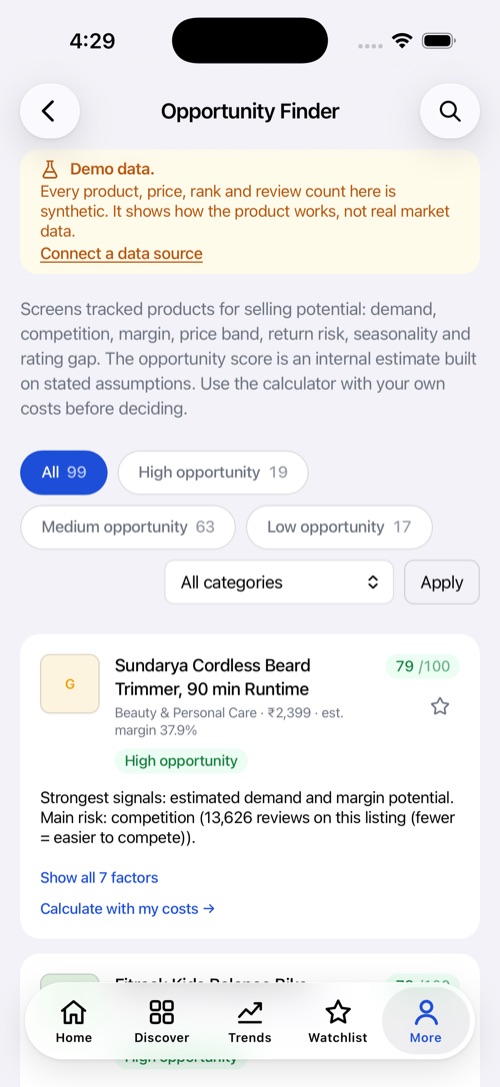 4:29
Opportunity Finder
Demo data.
Every product, price, rank and review count here is
synthetic. It shows how the product works, not real market
data.
Connect a data source
Screens tracked products for selling potential: demand,
competition, margin, price band, return risk, seasonality and
rating gap. The opportunity score is an internal estimate built
on stated assumptions. Use the calculator with your own
costs before deciding.
All 99
High opportunity 19
Medium opportunity 63
Low opportunity 17
All categories
Apply
G
Sundarya Cordless Beard
Trimmer, 90 min Runtime
79 /100
Beauty & Personal Care · ₹2,399 · est.
margin 37.9%
High opportunity
Strongest signals: estimated demand and margin potential.
Main risk: competition (13,626 reviews on this listing (fewer
= easier to compete)).
Show all 7 factors
Calculate with my costs →
High opportunity
Home
Discover
Trends
Watchlist
More